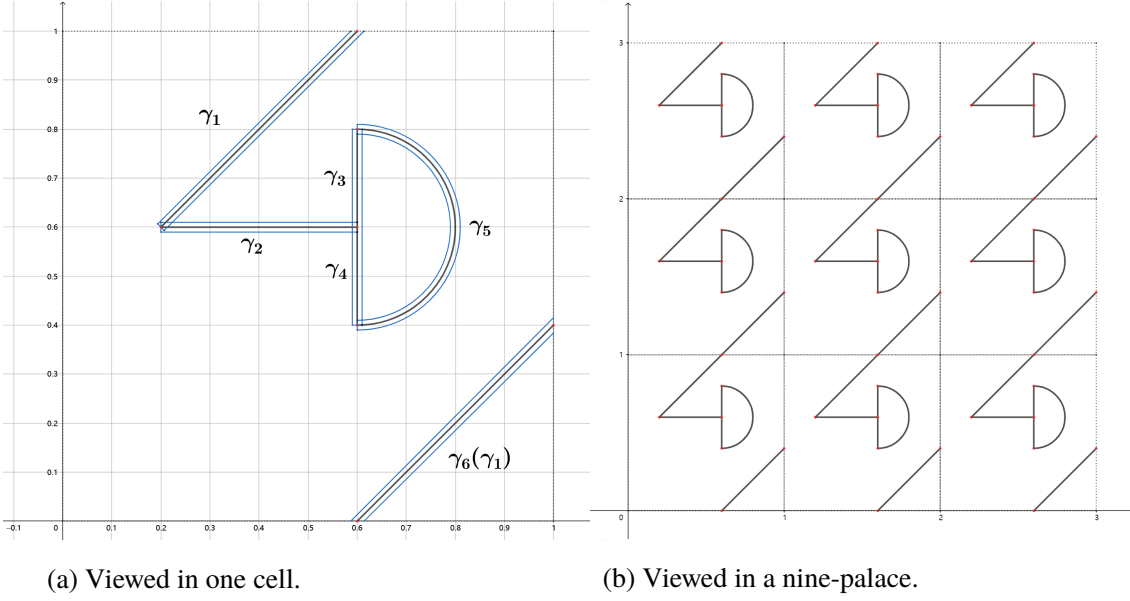 1
0.9
0.8
0.7
0.6
0.5
0.4
0.3
0.2
0.1
−0.1 0 0.1 0.2 0.3 0.4 0.5 0.6 0.7 0.8 0.9 1
γ1
γ2
γ3
γ4
γ5
γ6(γ1)
3
2
1
0 1 2 3
(a) Viewed in one cell.
(b) Viewed in a nine-palace.